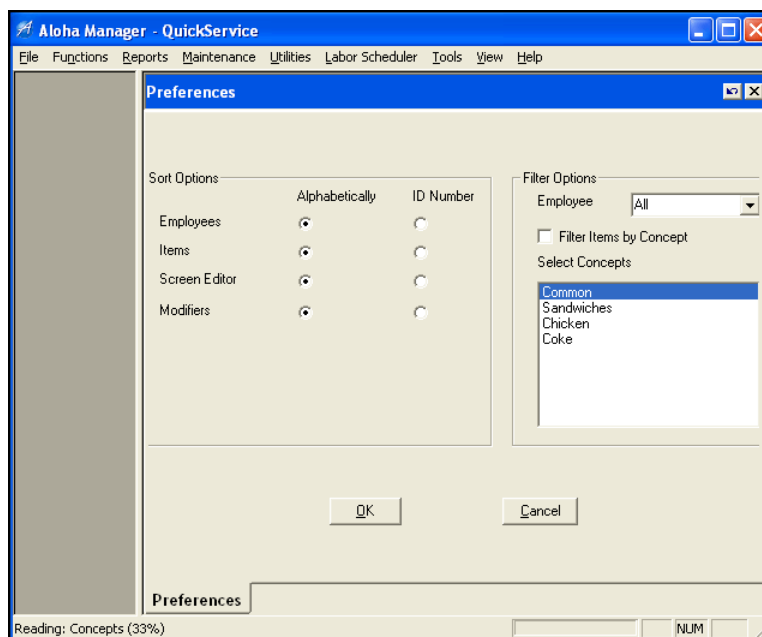 Aloha Manager - QuickService
File Functions Reports Maintenance Utilities Labor Scheduler Tools View Help
Preferences
Sort Options
Alphabetically ID Number
Employees
Items
Screen Editor
Modifiers
Filter Options
Employee All
Filter Items by Concept
Select Concepts
Common
Sandwiches
Chicken
Coke
OK Cancel
Preferences
Reading: Concepts (33%) NUM